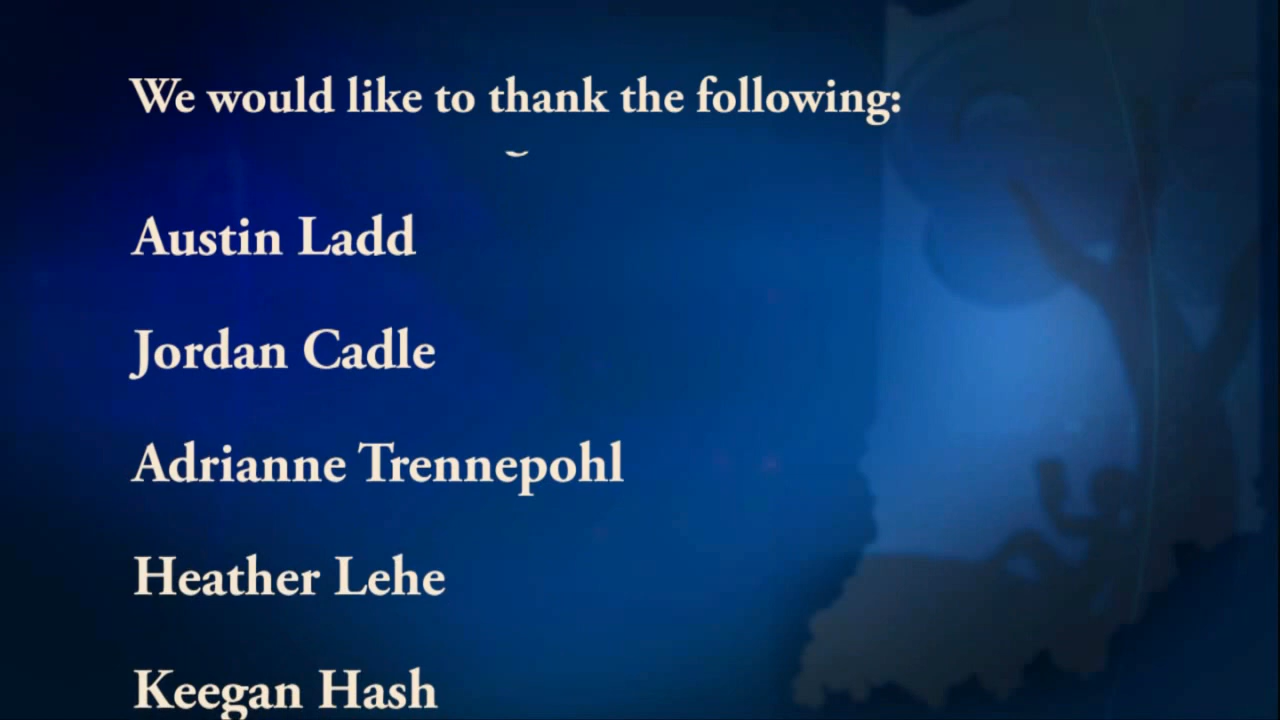 We would like to thank the following:
Austin Ladd
Jordan Cadle
Adrianne Trennepohl
Heather Lehe
Keegan Hash